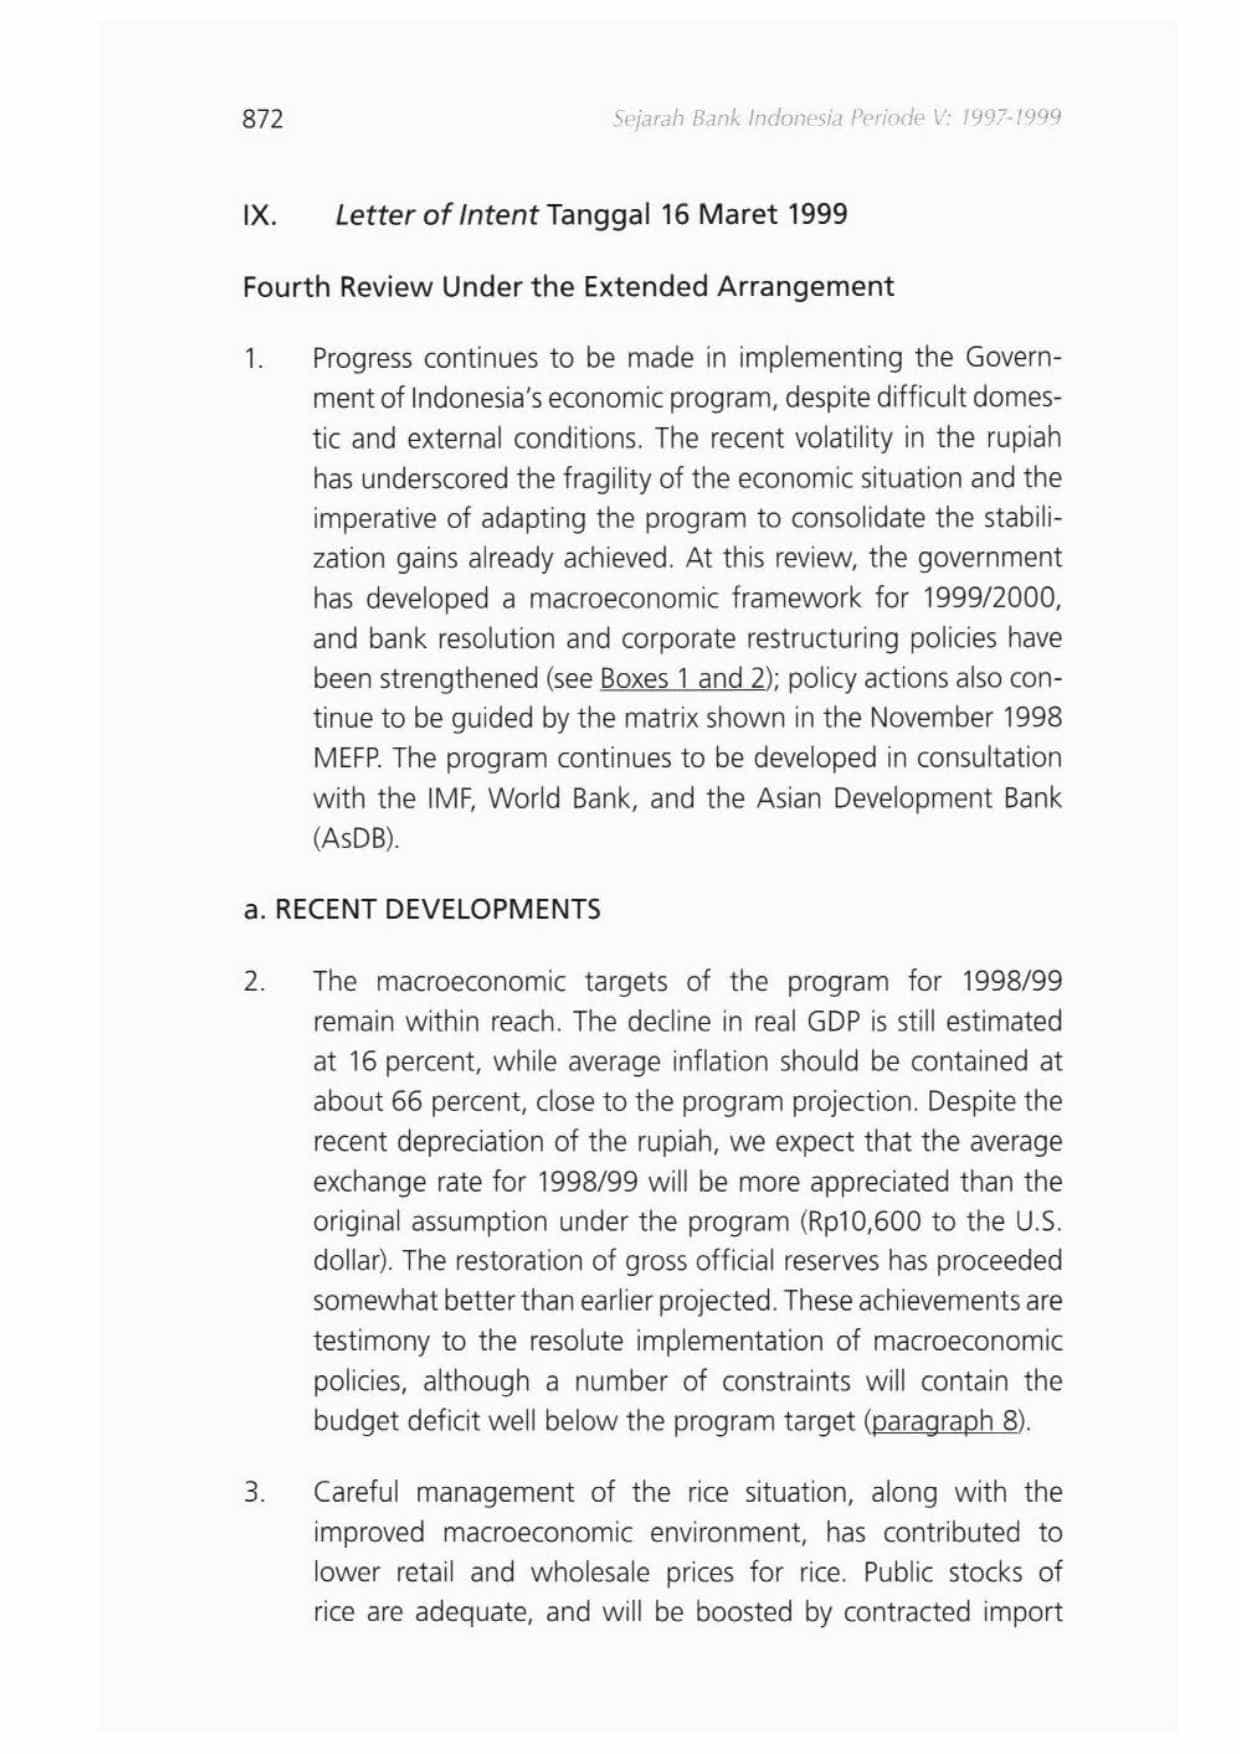 872
Sejarah Bank Indonesia Periode V: 1997-1999
IX. Letter of Intent Tanggal 16 Maret 1999
Fourth Review Under the Extended Arrangement
1. Progress continues to be made in implementing the Govern-
ment of Indonesia's economic program, despite difficult domes-
tic and external conditions. The recent volatility in the rupiah
has underscored the fragility of the economic situation and the
imperative of adapting the program to consolidate the stabili-
zation gains already achieved. At this review, the government
has developed a macroeconomic framework for 1999/2000,
and bank resolution and corporate restructuring policies have
been strengthened (see Boxes 1 and 2); policy actions also con-
tinue to be guided by the matrix shown in the November 1998
MEFP. The program continues to be developed in consultation
with the IMF, World Bank, and the Asian Development Bank
(AsDB).
a. RECENT DEVELOPMENTS
2. The macroeconomic targets of the program for 1998/99
remain within reach. The decline in real GDP is still estimated
at 16 percent, while average inflation should be contained at
about 66 percent, close to the program projection. Despite the
recent depreciation of the rupiah, we expect that the average
exchange rate for 1998/99 will be more appreciated than the
original assumption under the program (Rp10,600 to the U.S.
dollar). The restoration of gross official reserves has proceeded
somewhat better than earlier projected. These achievements are
testimony to the resolute implementation of macroeconomic
policies, although a number of constraints will contain the
budget deficit well below the program target (paragraph 8).
3. Careful management of the rice situation, along with the
improved macroeconomic environment, has contributed to
lower retail and wholesale prices for rice. Public stocks of
rice are adequate, and will be boosted by contracted import